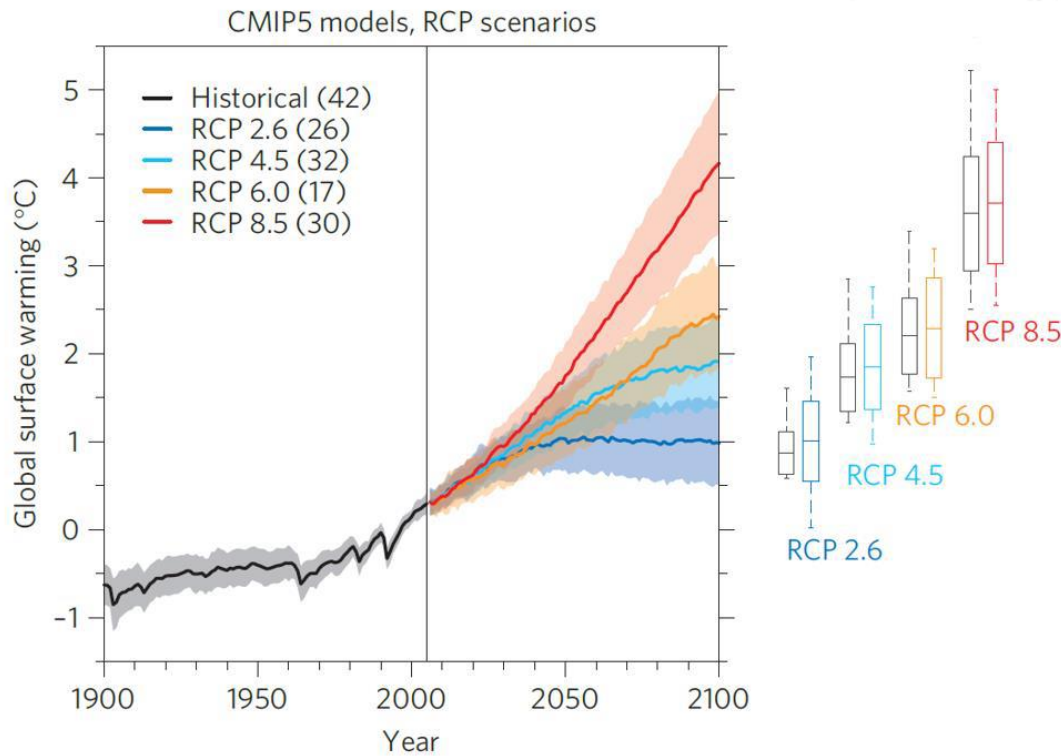 CMIP5 models, RCP scenarios
Historical (42)
RCP 2.6 (26)
RCP 4.5 (32)
RCP 6.0 (17)
RCP 8.5 (30)
Global surface warming (°C)
5
4
3
2
1
0
–1
1900
1950
2000
2050
2100
Year
RCP 8.5
RCP 6.0
RCP 4.5
RCP 2.6